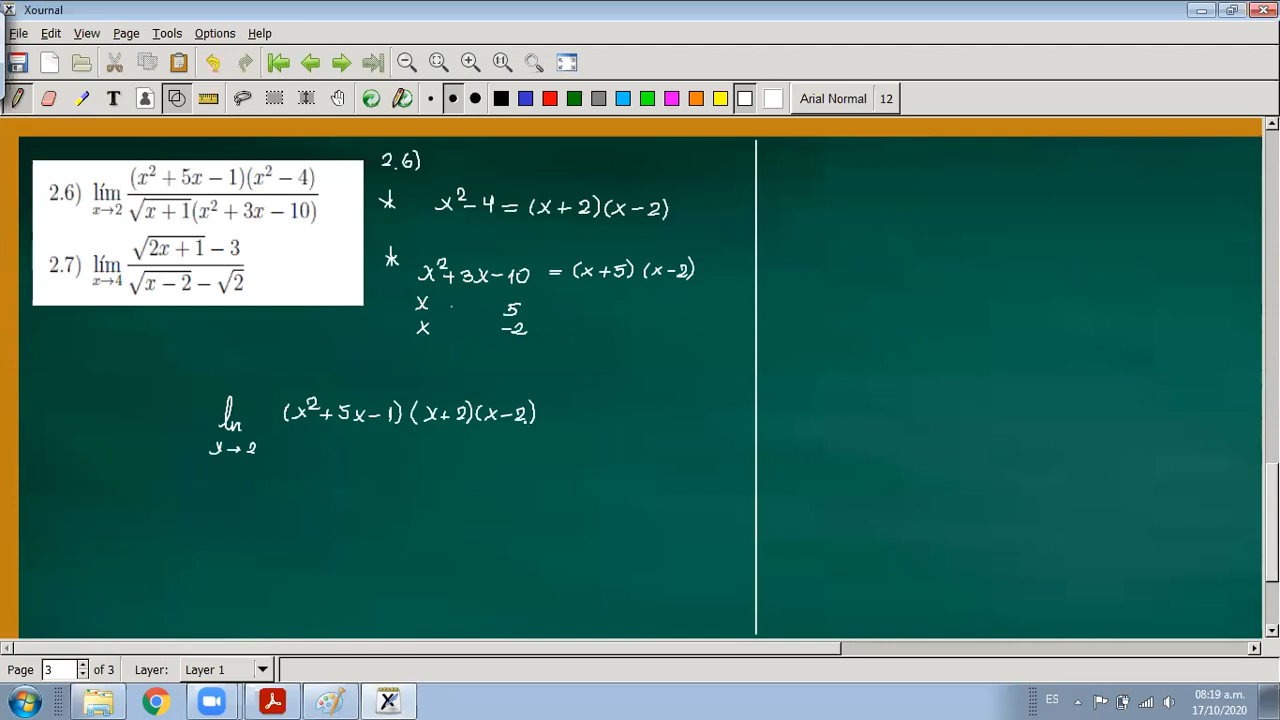 Xournal
File Edit View Page Tools Options Help
Arial Normal 12
2.6) lím x→2 (x² + 5x − 1)(x² − 4) / √x + 1(x² + 3x − 10)
2.7) lím x→4 √2x + 1 − 3 / √x − 2 − √2
2.6)
* x² − 4 = (x + 2)(x − 2)
* x² + 3x − 10 = (x + 5) (x − 2)
x 5
x −2
lm x→2 (x² + 5x − 1) (x + 2)(x − 2)
Page 3 of 3 Layer: Layer 1
ES 08:19 a.m.
17/10/2020